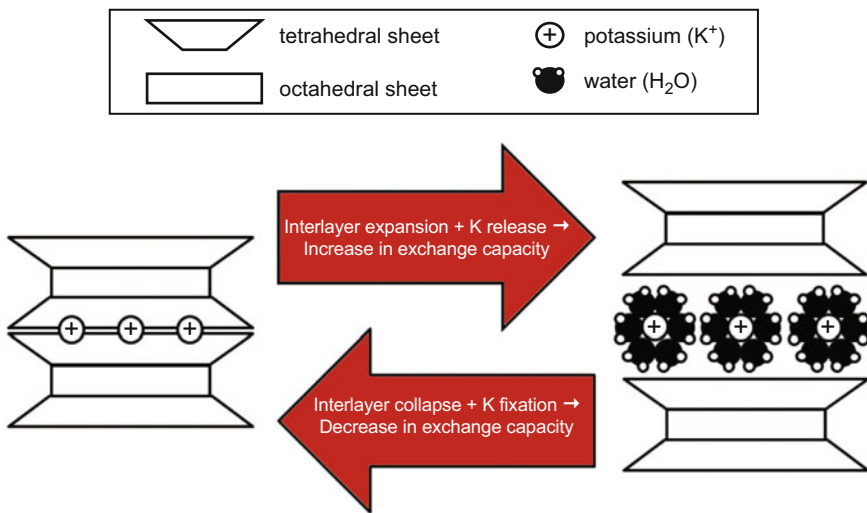 tetrahedral sheet
potassium (K⁺)
octahedral sheet
water (H₂O)
Interlayer expansion + K release →
Increase in exchange capacity
+ + +
+ + +
Interlayer collapse + K fixation →
Decrease in exchange capacity